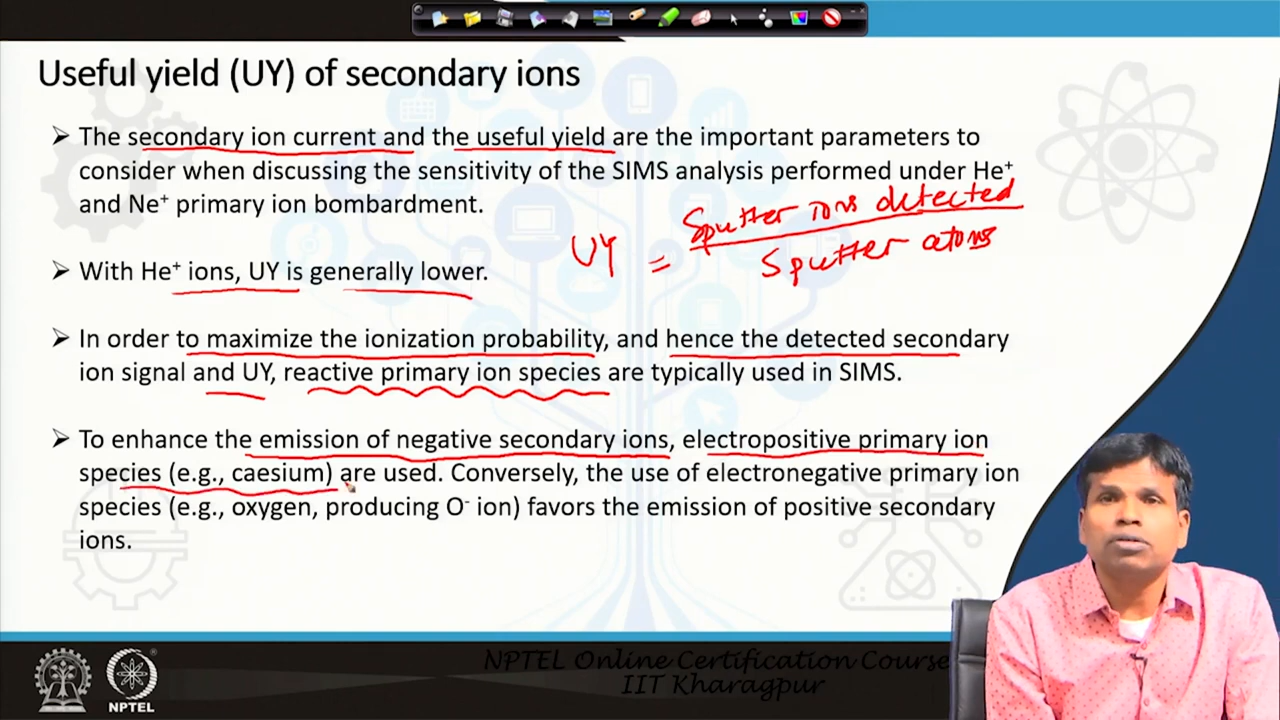 Useful yield (UY) of secondary ions
➢ The secondary ion current and the useful yield are the important parameters to
consider when discussing the sensitivity of the SIMS analysis performed under He⁺
and Ne⁺ primary ion bombardment.
UY = Sputter ions detected
Sputter atoms
➢ With He⁺ ions, UY is generally lower.
➢ In order to maximize the ionization probability, and hence the detected secondary
ion signal and UY, reactive primary ion species are typically used in SIMS.
➢ To enhance the emission of negative secondary ions, electropositive primary ion
species (e.g., caesium) are used. Conversely, the use of electronegative primary ion
species (e.g., oxygen, producing O⁻ ion) favors the emission of positive secondary
ions.
NPTEL Online Certification Course
IIT Kharagpur
NPTEL